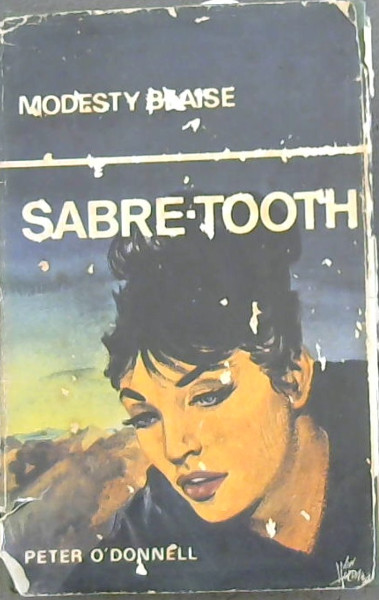 MODESTY BLAISE
SABRE-TOOTH
PETER O'DONNELL